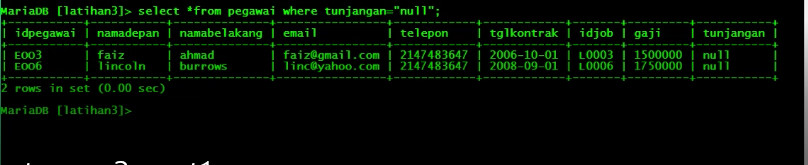 MariaDB [latihan3]> select *from pegawai where tunjangan="null";
| idpegawai | namadepan | namabelakang | email | telepon | tglkontrak | idjob | gaji | tunjangan |
| E003 | faiz | ahmad | faiz@gmail.com | 2147483647 | 2006-10-01 | L0003 | 1500000 | null |
| E006 | lincoln | burrows | linc@yahoo.com | 2147483647 | 2008-09-01 | L0006 | 1750000 | null |
2 rows in set (0.00 sec)
MariaDB [latihan3]>